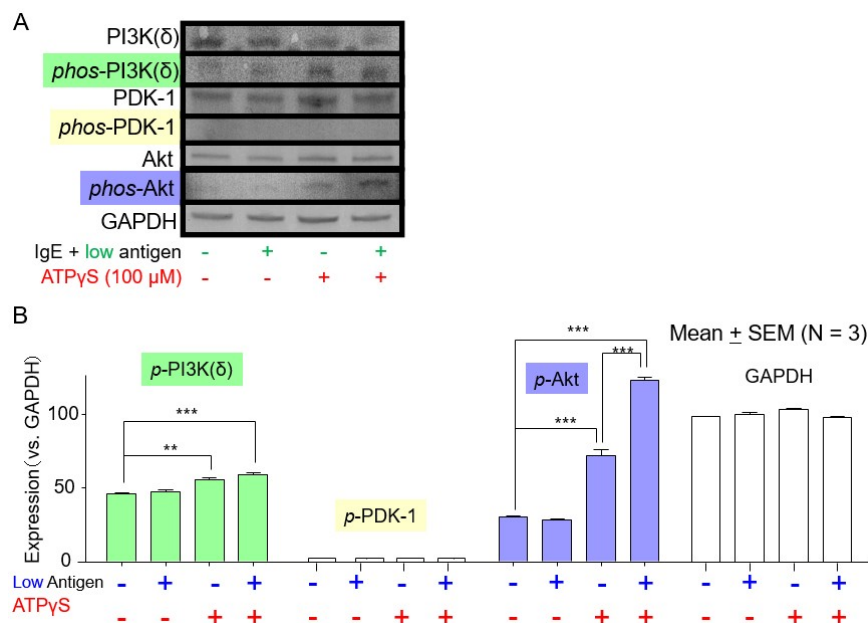 A
PI3K(δ)
phos-PI3K(δ)
PDK-1
phos-PDK-1
Akt
phos-Akt
GAPDH
IgE + low antigen - + - +
ATPγS (100 μM) - - + +
B
Mean ± SEM (N = 3)
p-PI3K(δ)
p-PDK-1
p-Akt
GAPDH
*** ** *** *** ***
Expression(vs. GAPDH)
100
50
0
Low Antigen - + - + - + - + - + - + - + - +
ATPγS - - + + - - + + - - + + - - + +